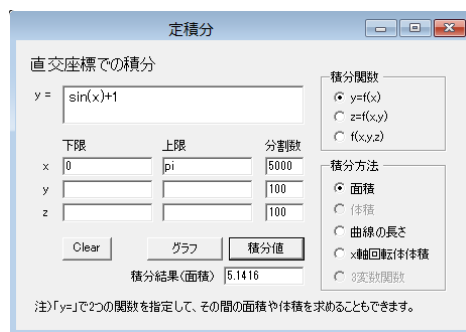 定積分
直交座標での積分
y = sin(x)+1
下限 上限 分割数
x 0 pi 5000
y 100
z 100
Clear グラフ 積分値
積分結果(面積) 5.1416
積分関数
y=f(x)
z=f(x,y)
f(x,y,z)
積分方法
面積
体積
曲線の長さ
x軸回転体体積
3変数関数
注)「y=」で2つの関数を指定して、その間の面積や体積を求めることもできます。